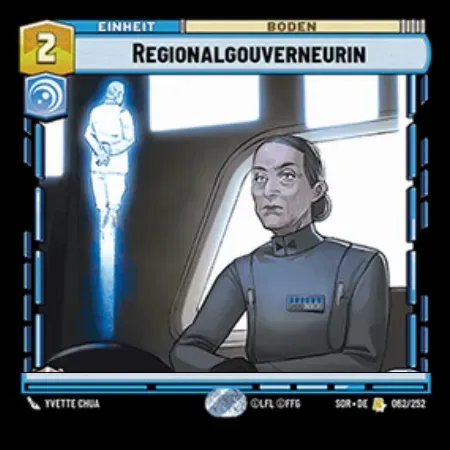 EINHEIT
BODEN
2
REGIONALGOUVERNEURIN
YVETTE CHUA
©LFL ©FFG
SOR • DE
062/252